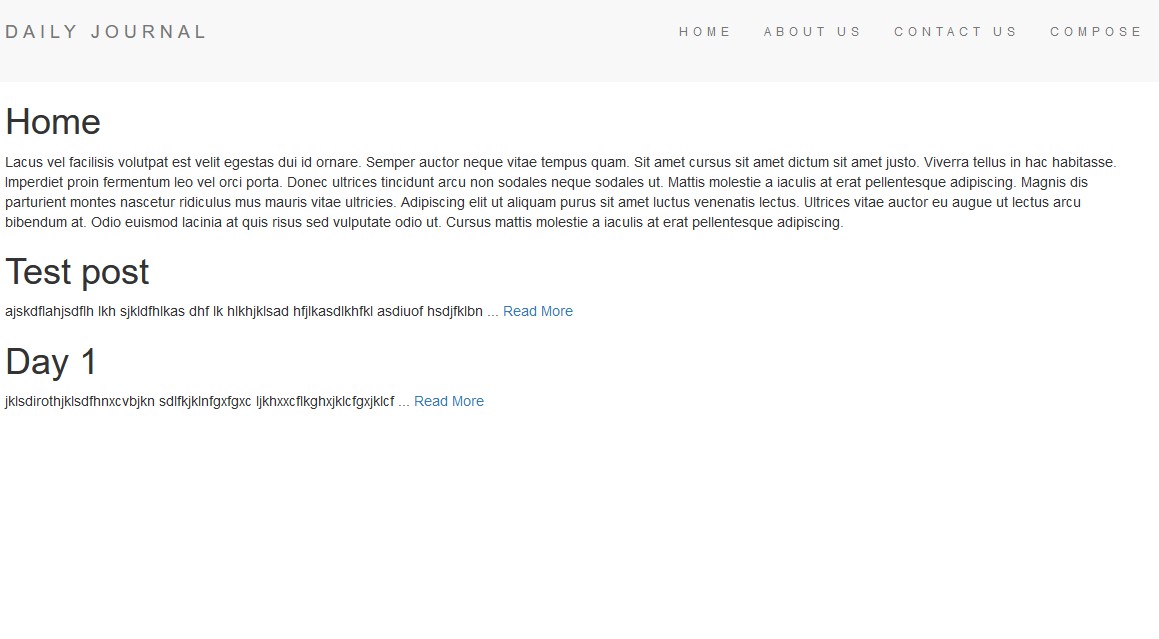 DAILY JOURNAL HOME ABOUT US CONTACT US COMPOSE
Home
Lacus vel facilisis volutpat est velit egestas dui id ornare. Semper auctor neque vitae tempus quam. Sit amet cursus sit amet dictum sit amet justo. Viverra tellus in hac habitasse.
Imperdiet proin fermentum leo vel orci porta. Donec ultrices tincidunt arcu non sodales neque sodales ut. Mattis molestie a iaculis at erat pellentesque adipiscing. Magnis dis
parturient montes nascetur ridiculus mus mauris vitae ultricies. Adipiscing elit ut aliquam purus sit amet luctus venenatis lectus. Ultrices vitae auctor eu augue ut lectus arcu
bibendum at. Odio euismod lacinia at quis risus sed vulputate odio ut. Cursus mattis molestie a iaculis at erat pellentesque adipiscing.
Test post
ajskdflahjsdflh lkh sjkldfhlkas dhf lk hlkhjklsad hfjlkasdlkhfkl asdiuof hsdjfklbn ... Read More
Day 1
jklsdirothjklsdfhnxcvbjkn sdlfkjklnfgxfgxc ljkhxxcflkghxjklcfgxjklcf ... Read More